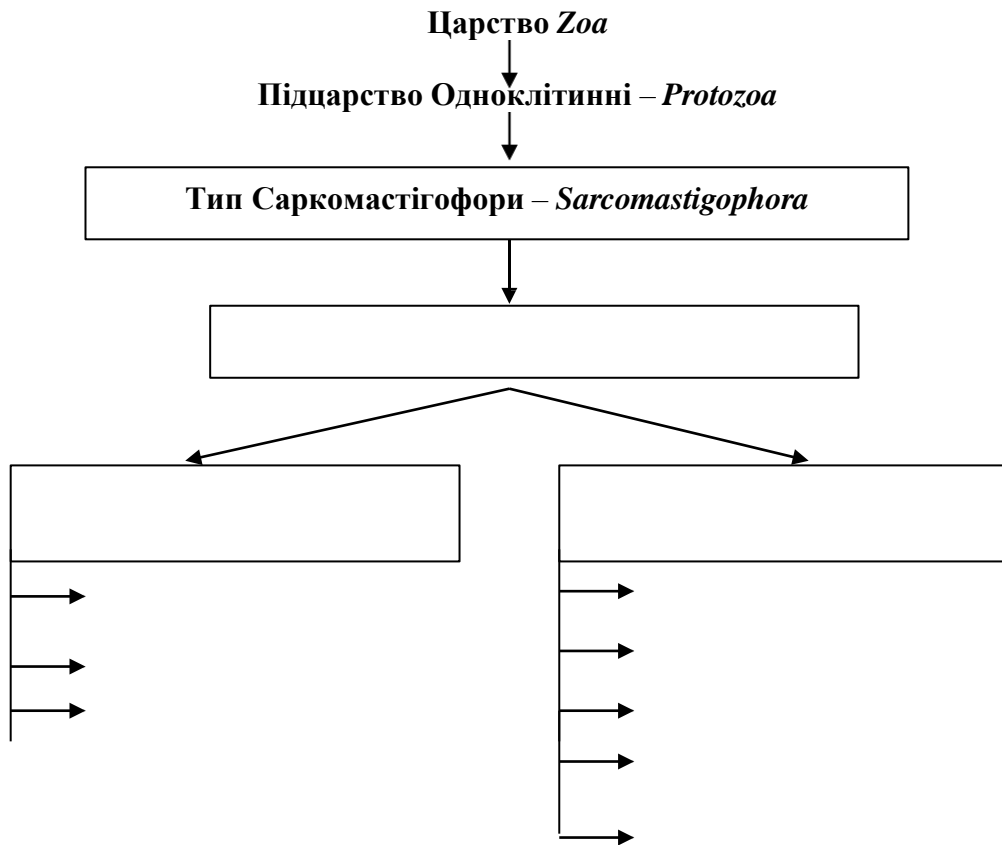 Царство Zoa
Підцарство Одноклітинні – Protozoa
Тип Саркомастігофори – Sarcomastigophora